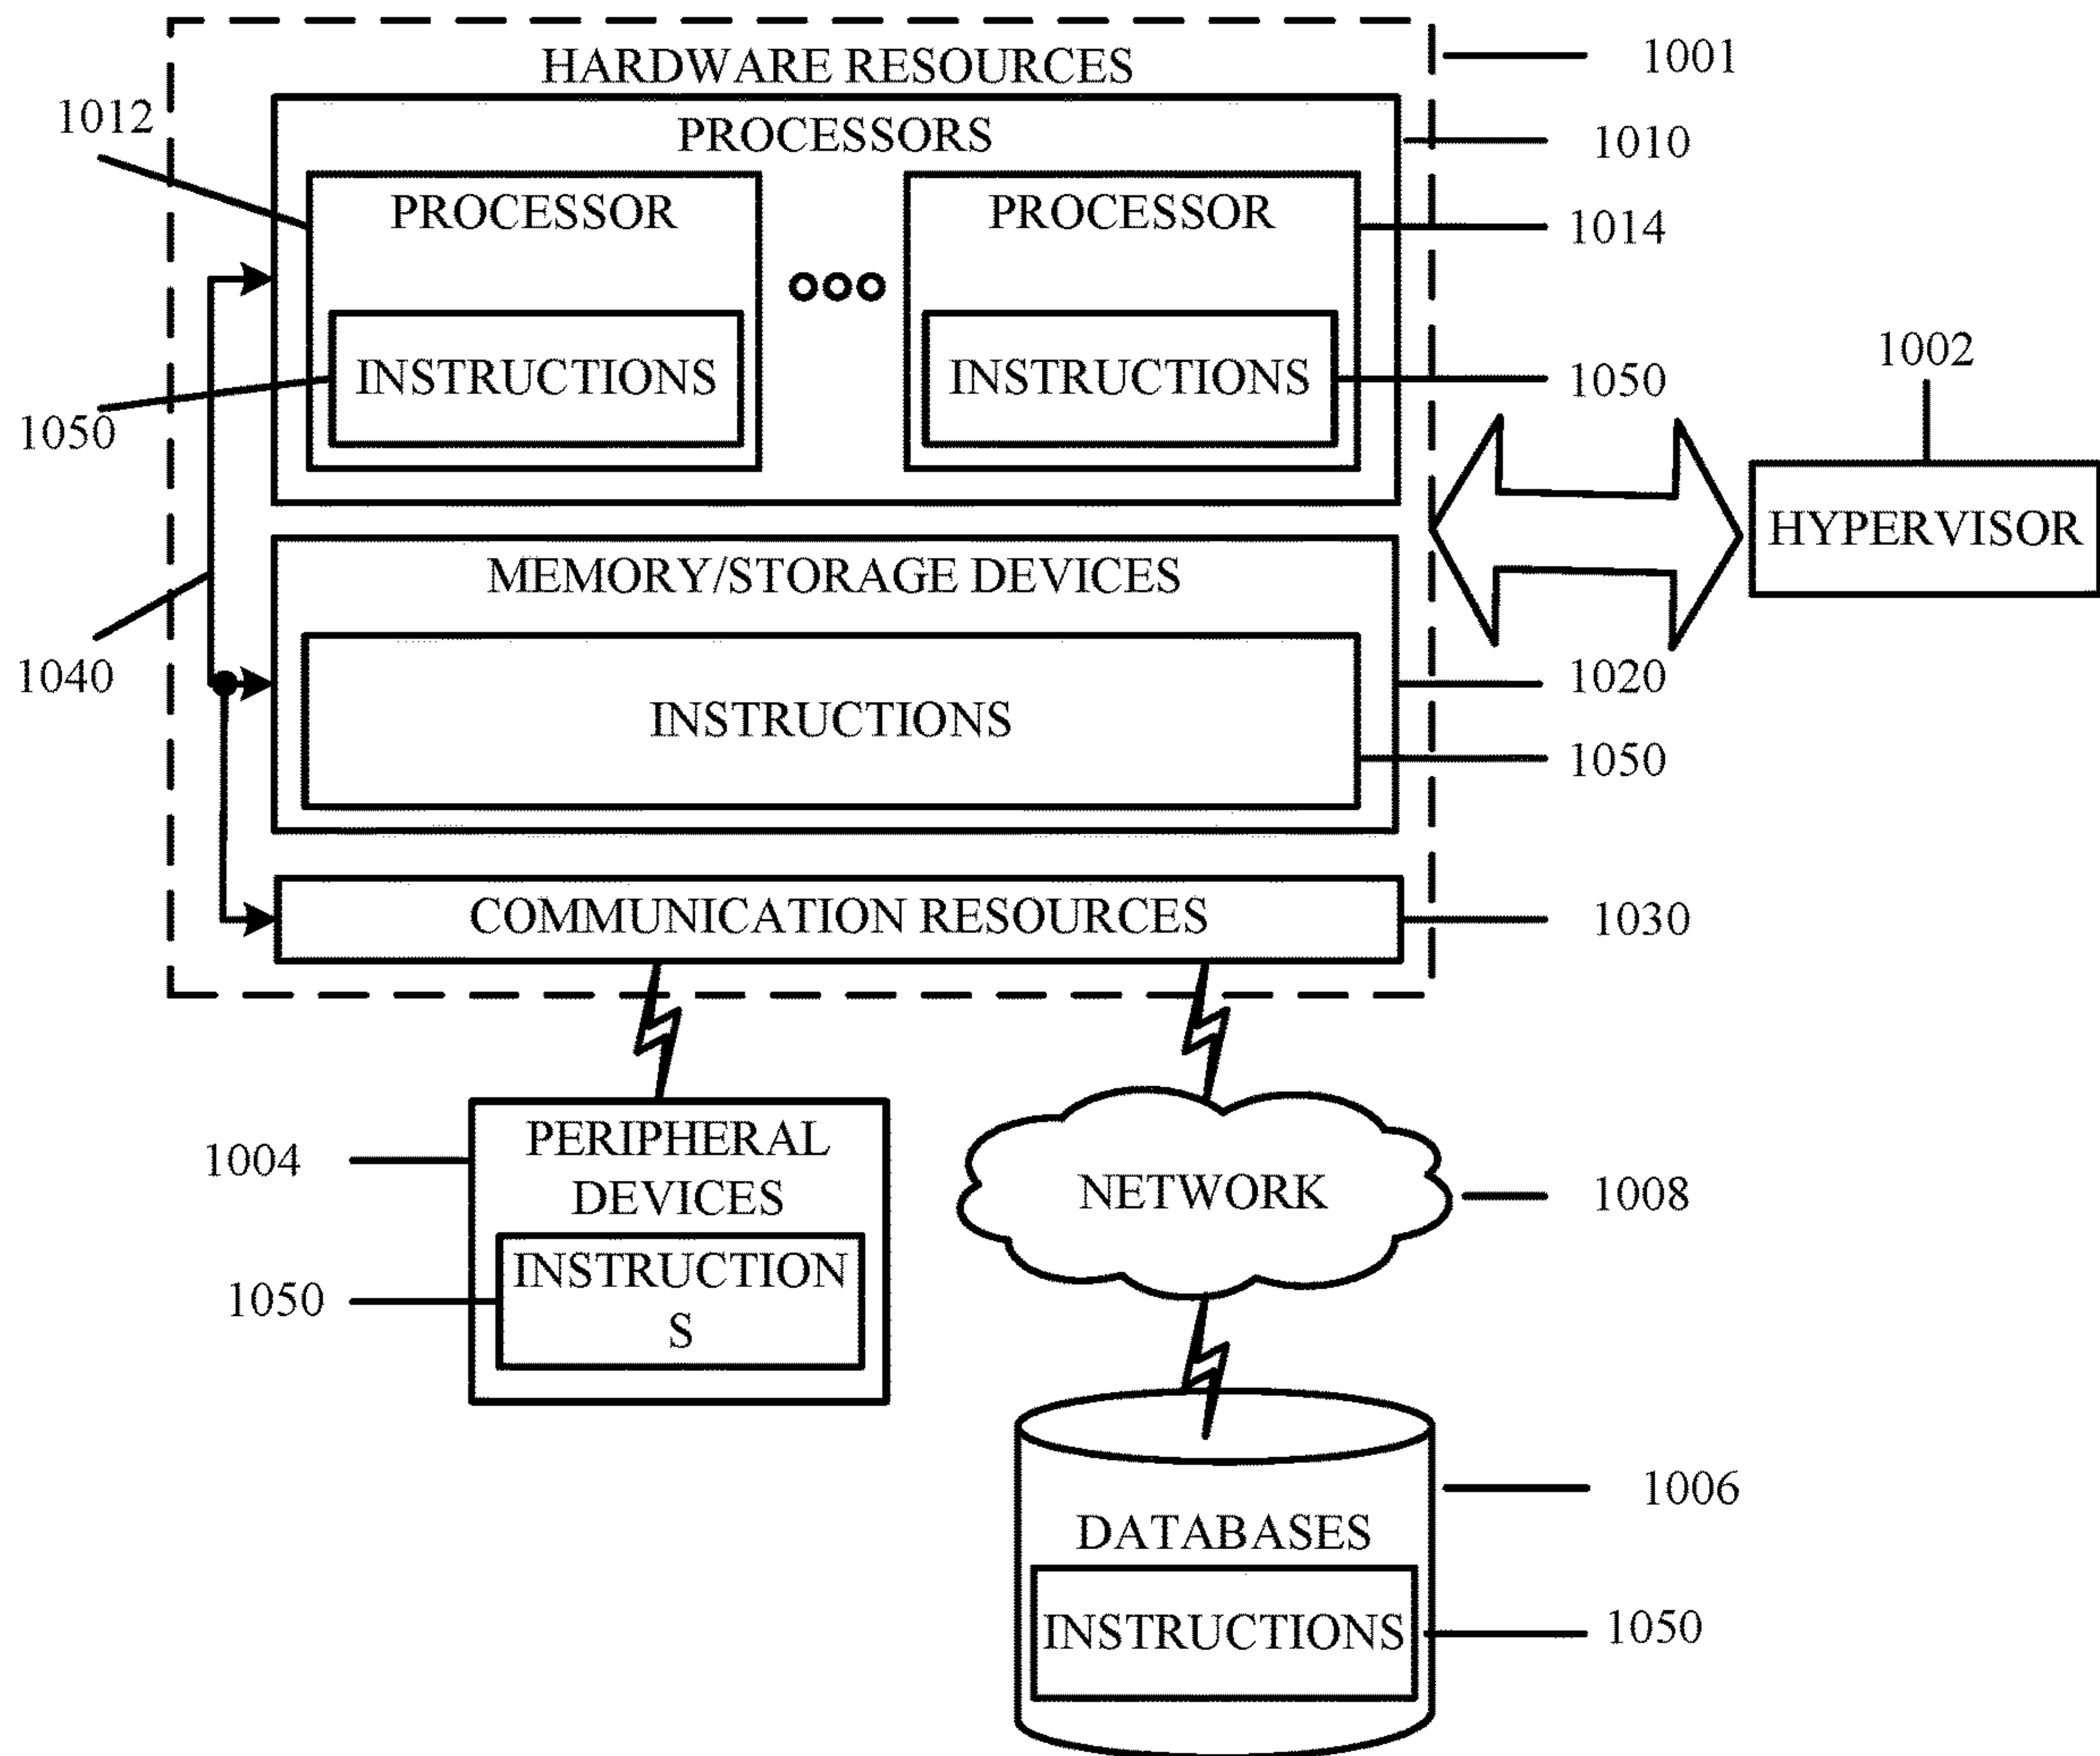 HARDWARE RESOURCES
1001
1012
PROCESSORS
1010
PROCESSOR
PROCESSOR
1014
INSTRUCTIONS
INSTRUCTIONS
1050
1050
1002
HYPERVISOR
MEMORY/STORAGE DEVICES
1040
1020
INSTRUCTIONS
1050
COMMUNICATION RESOURCES
1030
1004
PERIPHERAL
DEVICES
1050
INSTRUCTION
S
NETWORK
1008
1006
DATABASES
INSTRUCTIONS
1050